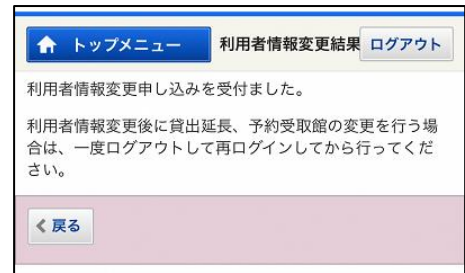 トップメニュー 利用者情報変更結果 ログアウト
利用者情報変更申し込みを受付ました。
利用者情報変更後に貸出延長、予約受取館の変更を行う場
合は、一度ログアウトして再ログインしてから行ってくだ
さい。
戻る